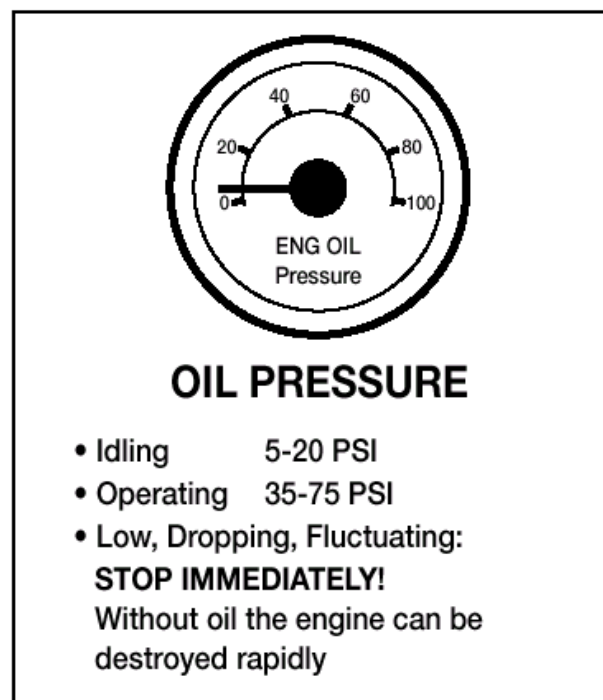 40 60
20 80
0 100
ENG OIL
Pressure
OIL PRESSURE
• Idling 5-20 PSI
• Operating 35-75 PSI
• Low, Dropping, Fluctuating:
STOP IMMEDIATELY!
Without oil the engine can be
destroyed rapidly